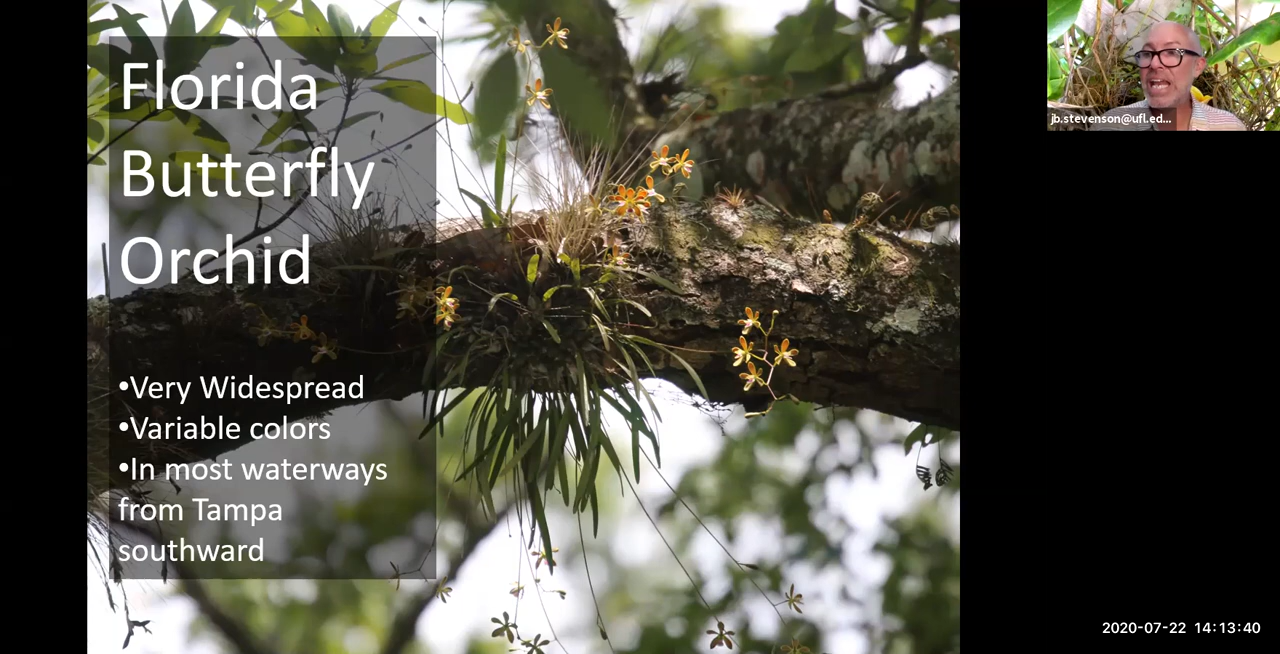 Florida
Butterfly
Orchid
•Very Widespread
•Variable colors
•In most waterways
from Tampa
southward
jb.stevenson@ufl.ed...
2020-07-22 14:13:40